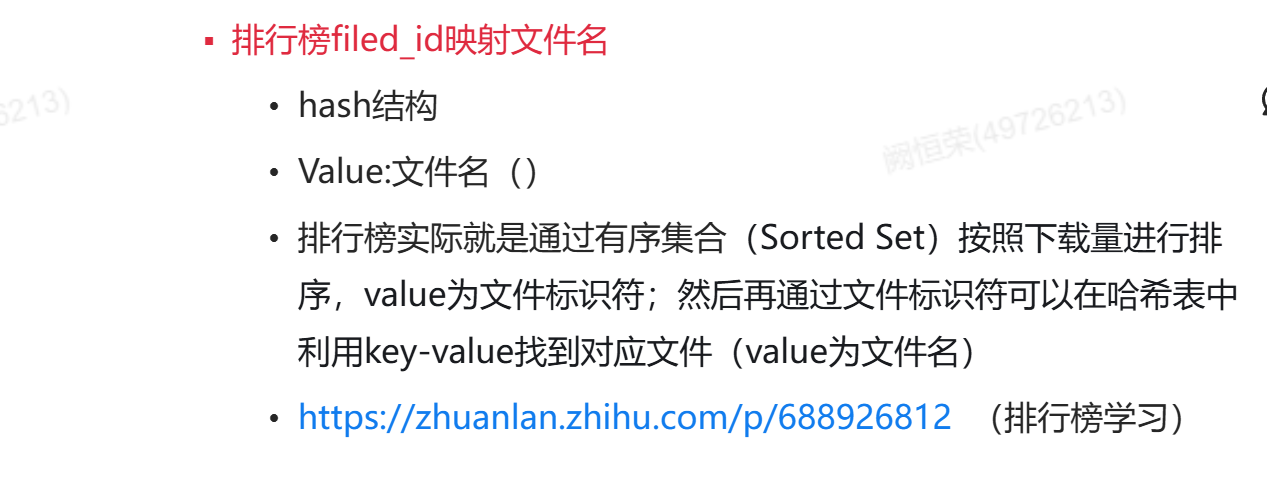 ▪ 排行榜filed_id映射文件名
• hash结构
6213)
阙恒荣(49726213)
• Value:文件名（）
• 排行榜实际就是通过有序集合（Sorted Set）按照下载量进行排
序，value为文件标识符；然后再通过文件标识符可以在哈希表中
利用key-value找到对应文件（value为文件名）
• https://zhuanlan.zhihu.com/p/688926812 （排行榜学习）